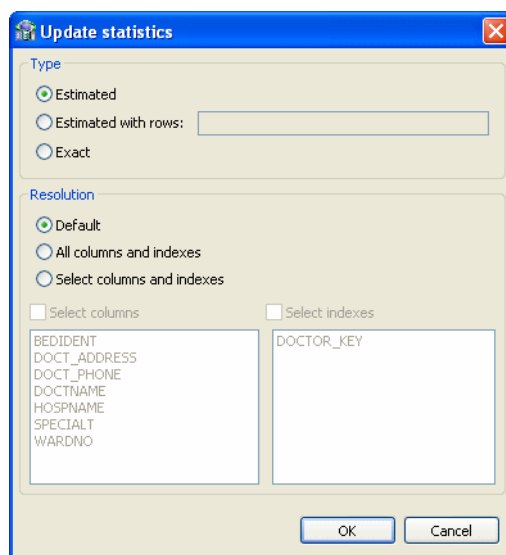 Update statistics
Type
Estimated
Estimated with rows:
Exact
Resolution
Default
All columns and indexes
Select columns and indexes
Select columns
Select indexes
BEDIDENT
DOCT_ADDRESS
DOCT_PHONE
DOCTNAME
HOSPNAME
SPECIALT
WARDNO
DOCTOR_KEY
OK
Cancel